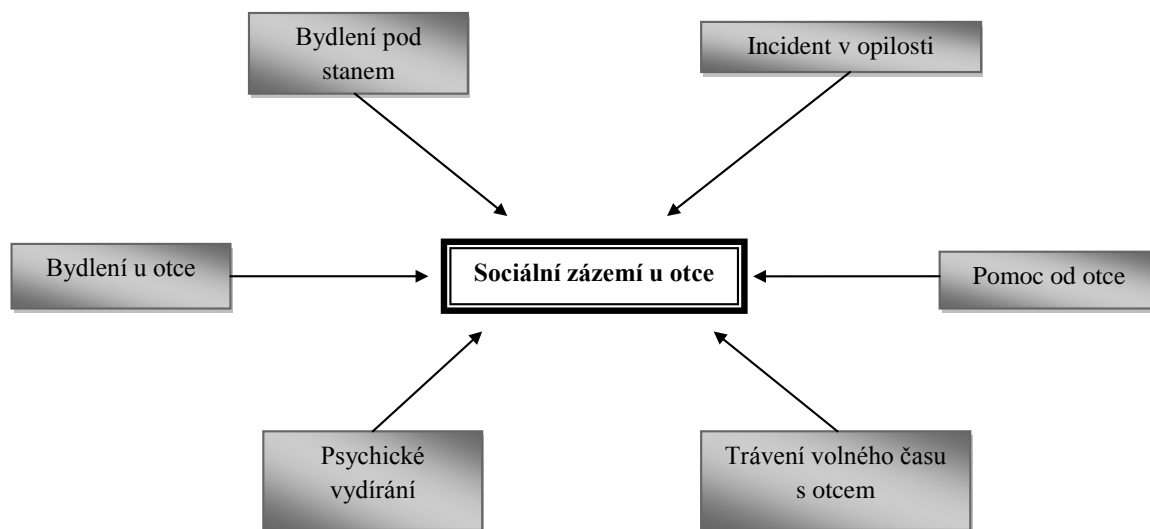 Bydlení pod
stanem
Incident v opilosti
Bydlení u otce
Sociální zázemí u otce
Pomoc od otce
Psychické
vydírání
Trávení volného času
s otcem